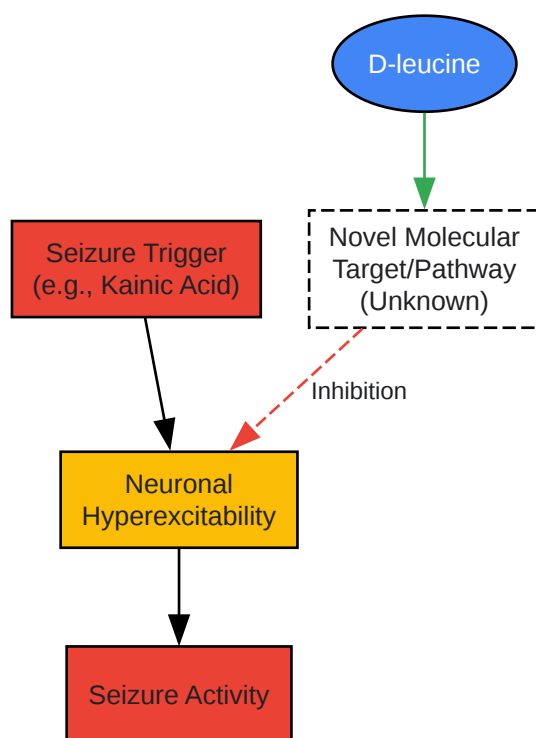 D-leucine
Novel Molecular
Target/Pathway
(Unknown)
Seizure Trigger
(e.g., Kainic Acid)
Inhibition
Neuronal
Hyperexcitability
Seizure Activity